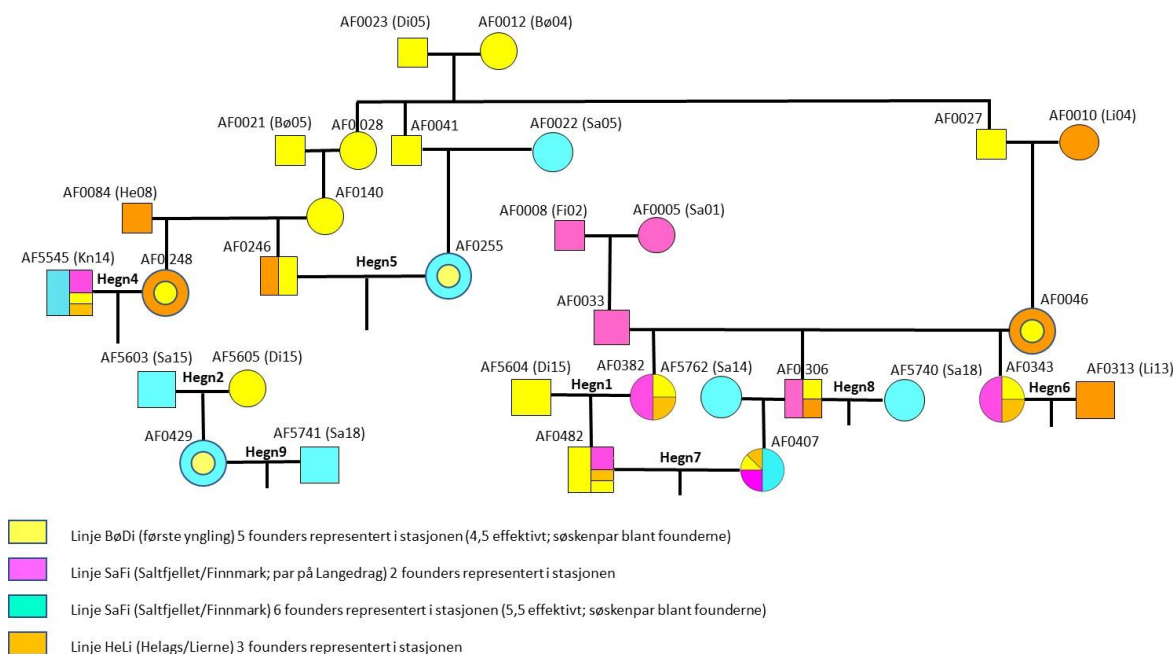 AF0023 (Di05)
AF0012 (Bø04)
AF0021 (Bø05)
AF0028
AF0041
AF0022 (Sa05)
AF0027
AF0010 (Li04)
AF0084 (He08)
AF0140
AF0008 (Fi02)
AF0005 (Sa01)
AF5545 (Kn14)
Hegn4
AF0248
AF0246
Hegn5
AF0255
AF0033
AF0046
AF5603 (Sa15)
Hegn2
AF5605 (Di15)
AF5604 (Di15)
Hegn1
AF0382
AF5762 (Sa14)
AF0306
Hegn8
AF5740 (Sa18)
AF0343
Hegn6
AF0313 (Li13)
AF0429
Hegn9
AF5741 (Sa18)
AF0482
Hegn7
AF0407
Linje BøDi (første yngling) 5 founders representert i stasjonen (4,5 effektivt; søskenpar blant founderne)
Linje SaFi (Saltfjellet/Finnmark; par på Langedrag) 2 founders representert i stasjonen
Linje SaFi (Saltfjellet/Finnmark) 6 founders representert i stasjonen (5,5 effektivt; søskenpar blant founderne)
Linje HeLi (Helags/Lierne) 3 founders representert i stasjonen